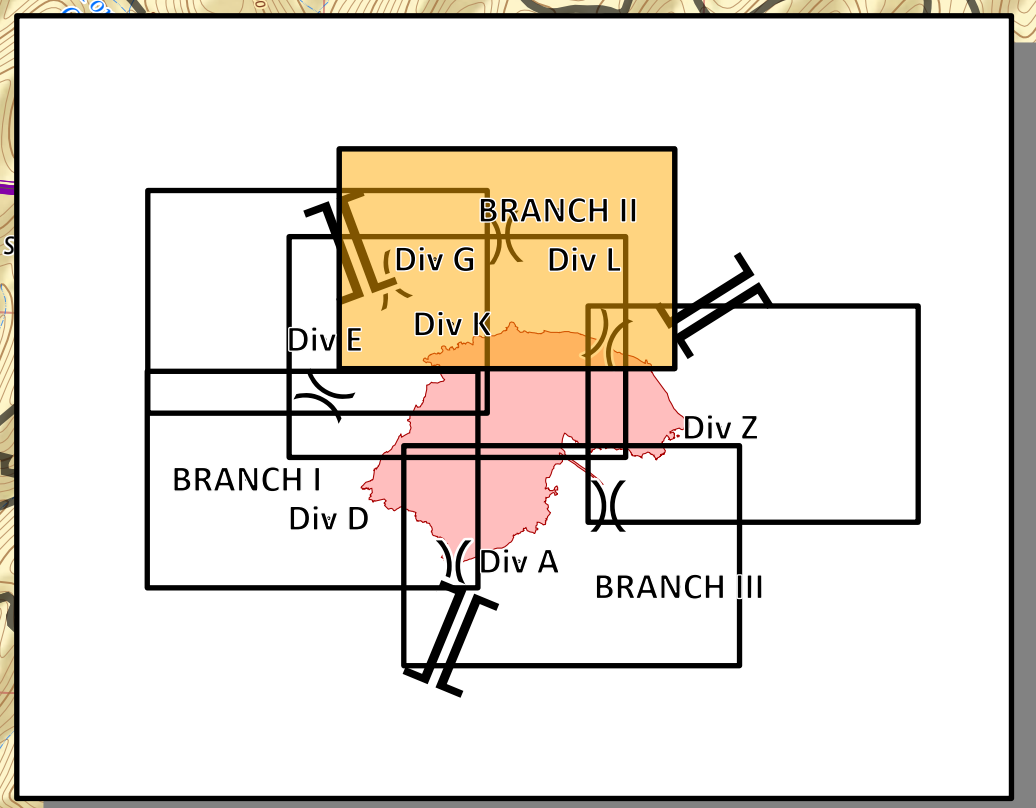 BRANCH II
Div G
Div L
Div K
Div E
Div Z
BRANCH I
Div D
Div A
BRANCH III